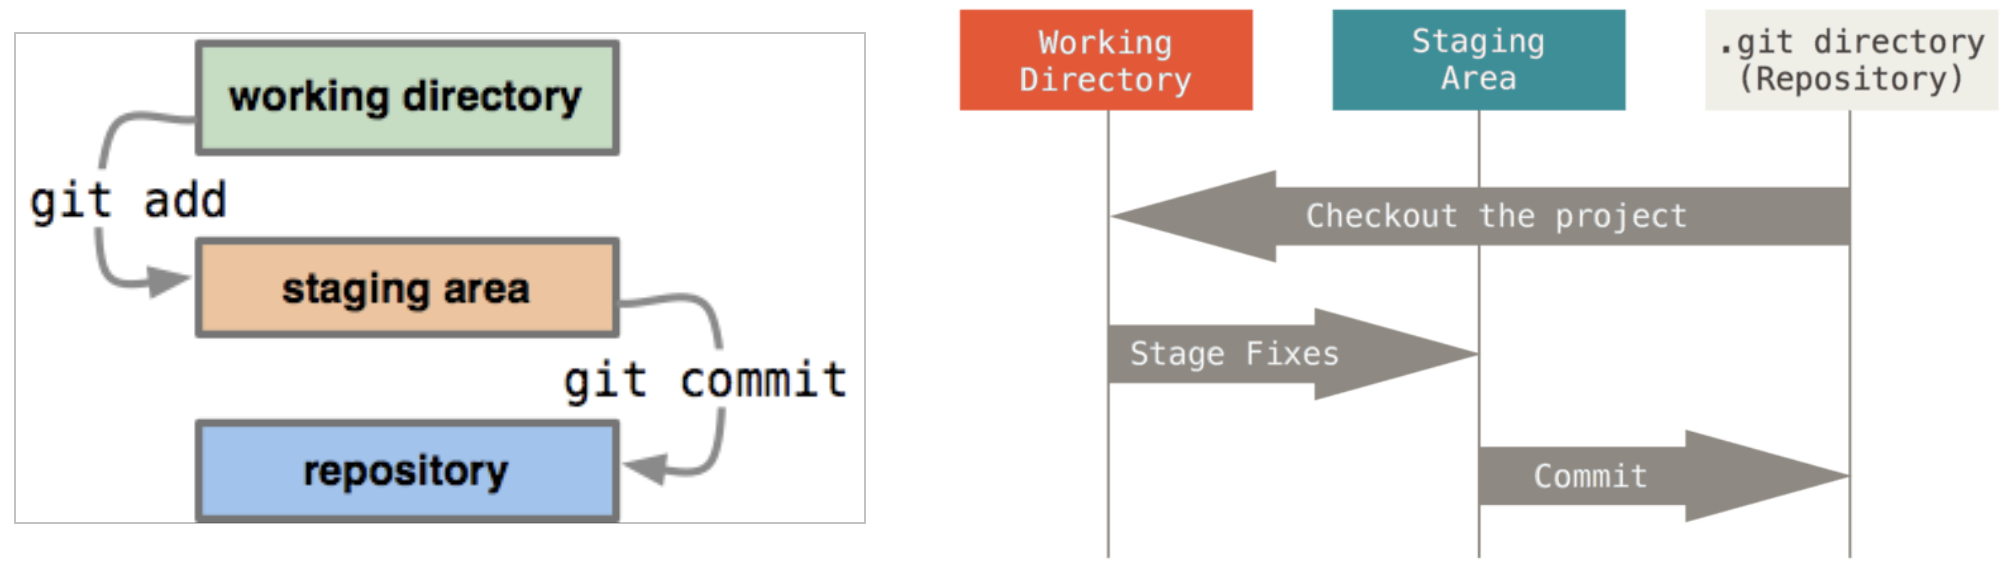 working directory
git add
staging area
git commit
repository
Working
Directory
Staging
Area
.git directory
(Repository)
Checkout the project
Stage Fixes
Commit